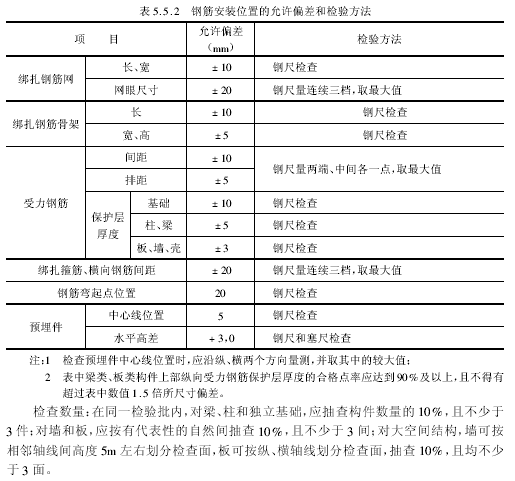 表 5.5.2 钢筋安装位置的允许偏差和检验方法
项 目 允许偏差(mm) 检验方法
绑扎钢筋网 长、宽 ±10 钢尺检查
网眼尺寸 ±20 钢尺量连续三档,取最大值
绑扎钢筋骨架 长 ±10 钢尺检查
宽、高 ±5 钢尺检查
受力钢筋 间距 ±10 钢尺量两端、中间各一点,取最大值
排距 ±5
保护层厚度 基础 ±10 钢尺检查
柱、梁 ±5 钢尺检查
板、墙、壳 ±3 钢尺检查
绑扎箍筋、横向钢筋间距 ±20 钢尺量连续三档,取最大值
钢筋弯起点位置 20 钢尺检查
预埋件 中心线位置 5 钢尺检查
水平高差 +3,0 钢尺和塞尺检查
注:1 检查预埋件中心线位置时,应沿纵、横两个方向量测,并取其中的较大值;
2 表中梁类、板类构件上部纵向受力钢筋保护层厚度的合格点率应达到90%及以上,且不得有
超过表中数值1.5倍的尺寸偏差。
检查数量:在同一检验批内,对梁、柱和独立基础,应抽查构件数量的10%,且不少于
3件;对墙和板,应按有代表性的自然间抽查10%,且不少于3间;对大空间结构,墙可按
相邻轴线间高度5m左右划分检查面,板可按纵、横轴线划分检查面,抽查10%,且均不少
于3面。